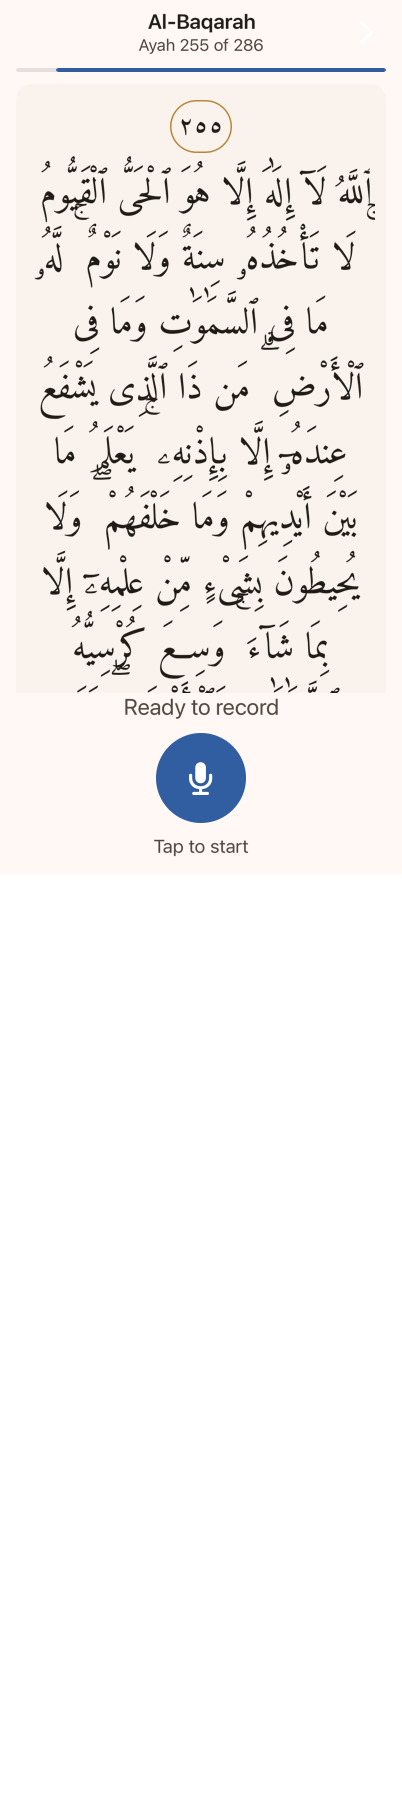 Al-Baqarah
Ayah 255 of 286
٢٥٥
ٱللَّهُ لَآ إِلَٰهَ إِلَّا هُوَ ٱلْحَىُّ ٱلْقَيُّومُ ۚ
لَا تَأْخُذُهُۥ سِنَةٌ وَلَا نَوْمٌ ۚ لَّهُۥ
مَا فِى ٱلسَّمَٰوَٰتِ وَمَا فِى
ٱلْأَرْضِ ۗ مَن ذَا ٱلَّذِى يَشْفَعُ
عِندَهُۥٓ إِلَّا بِإِذْنِهِۦ ۚ يَعْلَمُ مَا
بَيْنَ أَيْدِيهِمْ وَمَا خَلْفَهُمْ ۖ وَلَا
يُحِيطُونَ بِشَىْءٍ مِّنْ عِلْمِهِۦٓ إِلَّا
بِمَا شَآءَ ۚ وَسِعَ كُرْسِيُّهُ
Ready to record
Tap to start